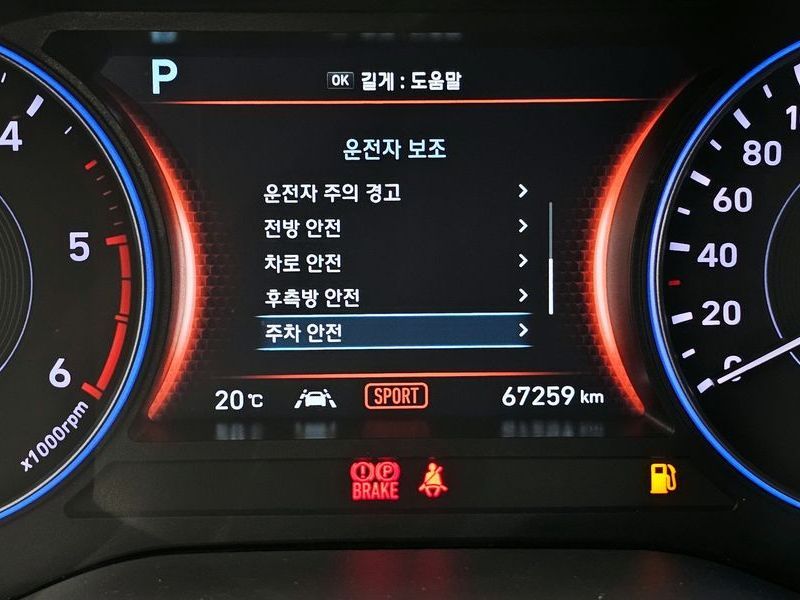 P
OK 길게 : 도움말
운전자 보조
운전자 주의 경고
전방 안전
차로 안전
후측방 안전
주차 안전
20℃
SPORT
67259 km
4
5
6
x1000rpm
80
60
40
20
0
P
BRAKE